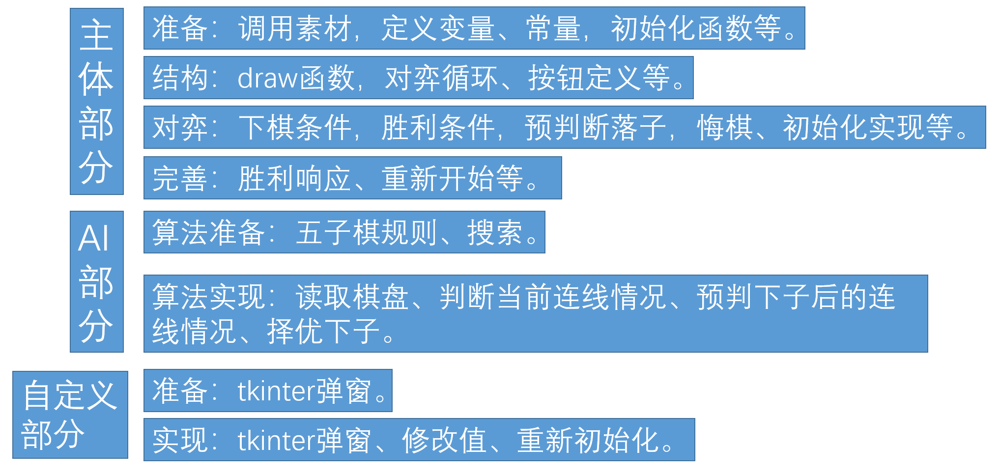 主体部分
准备：调用素材，定义变量、常量，初始化函数等。
结构：draw函数，对弈循环、按钮定义等。
对弈：下棋条件，胜利条件，预判断落子，悔棋、初始化实现等。
完善：胜利响应、重新开始等。
AI部分
算法准备：五子棋规则、搜索。
算法实现：读取棋盘、判断当前连线情况、预判下子后的连
线情况、择优下子。
自定义
部分
准备：tkinter弹窗。
实现：tkinter弹窗、修改值、重新初始化。